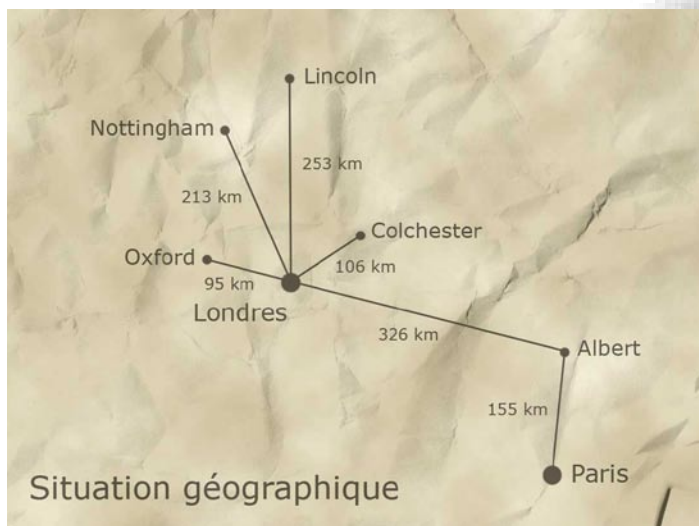 Lincoln
Nottingham
253 km
213 km
Colchester
Oxford
106 km
95 km
Londres
326 km
Albert
155 km
Paris
Situation géographique